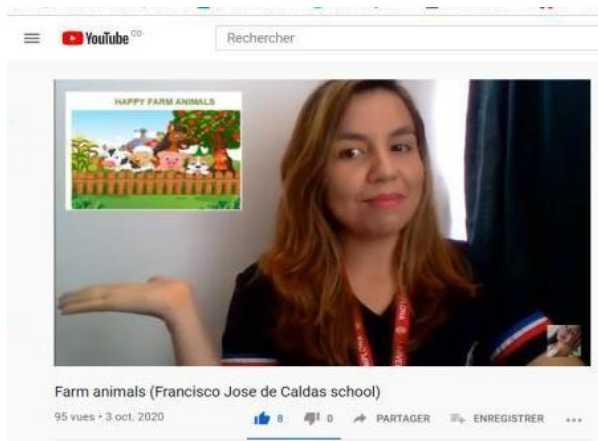 YouTube CO
Rechercher
HAPPY FARM ANIMALS
Farm animals (Francisco Jose de Caldas school)
95 vues • 3 oct. 2020
8 0 PARTAGER ENREGISTRER